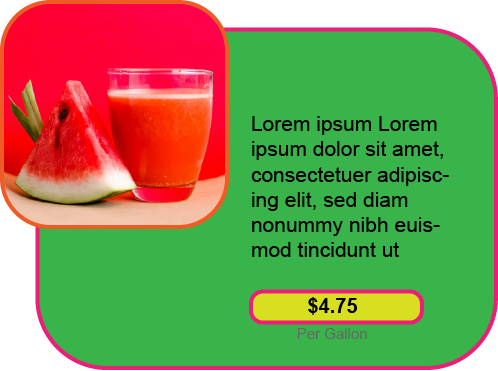 Lorem ipsum Lorem
ipsum dolor sit amet,
consectetuer adipisc-
ing elit, sed diam
nonummy nibh euis-
mod tincidunt ut
$4.75
Per Gallon